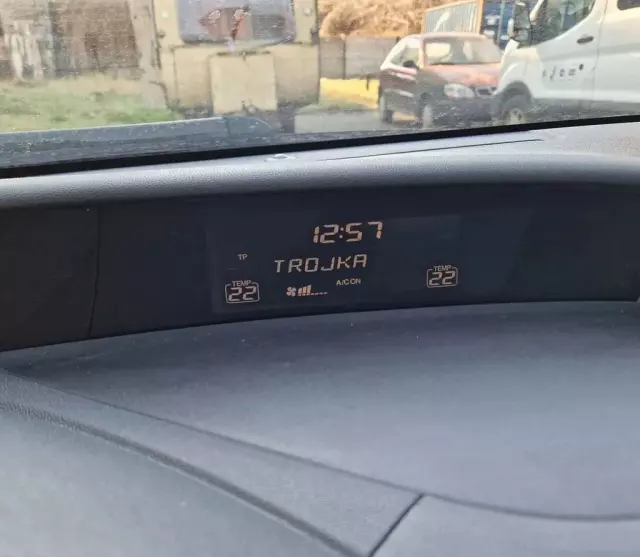 12:57
TP
TROJKA
TEMP 22
A/C ON
TEMP 22